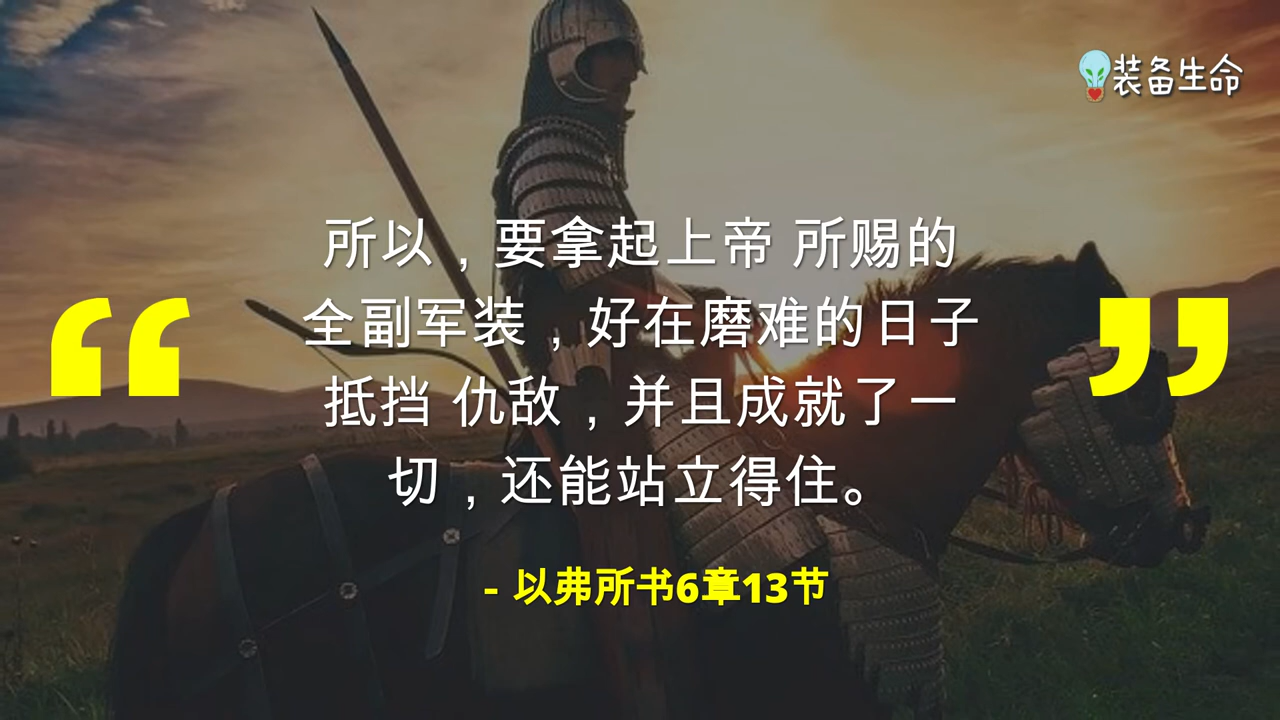 装备生命
“
所以，要拿起上帝 所赐的
全副军装 ，好在磨难的日子
抵挡 仇敌，并且成就了一
切，还能站立得住。
”
- 以弗所书6章13节